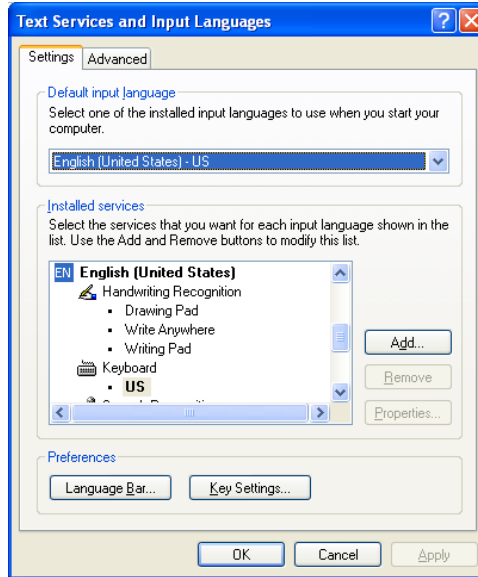 Text Services and Input Languages
Settings
Advanced
Default input language
Select one of the installed input languages to use when you start your
computer.
English (United States) - US
Installed services
Select the services that you want for each input language shown in the
list. Use the Add and Remove buttons to modify this list.
EN English (United States)
Handwriting Recognition
Drawing Pad
Write Anywhere
Writing Pad
Keyboard
US
Add...
Remove
Properties...
Preferences
Language Bar...
Key Settings...
OK
Cancel
Apply